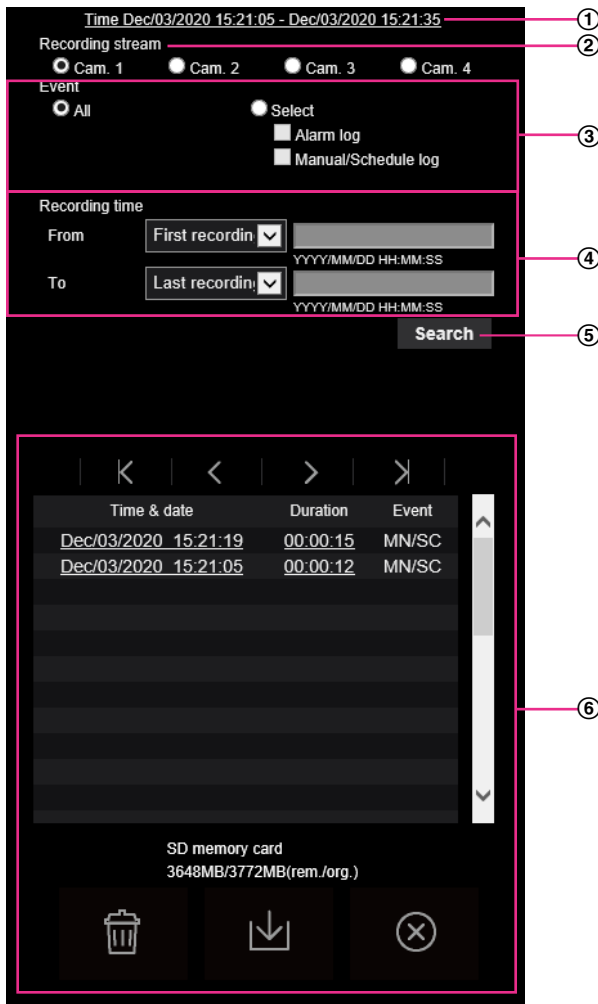 Time Dec/03/2020 15:21:05 - Dec/03/2020 15:21:35 ①
Recording stream ②
Cam. 1 Cam. 2 Cam. 3 Cam. 4
Event
All Select
Alarm log ③
Manual/Schedule log
Recording time
From First recordin
YYYY/MM/DD HH:MM:SS ④
To Last recordin
YYYY/MM/DD HH:MM:SS
Search ⑤
Time & date Duration Event
Dec/03/2020 15:21:19 00:00:15 MN/SC
Dec/03/2020 15:21:05 00:00:12 MN/SC
⑥
SD memory card
3648MB/3772MB(rem./org.)